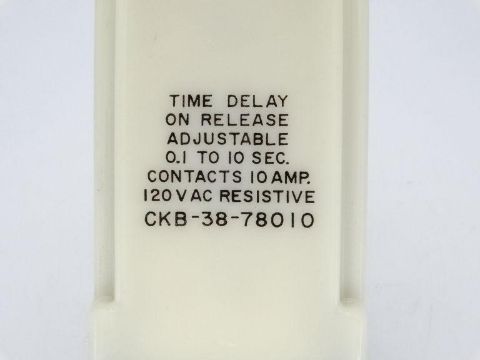 TIME DELAY
ON RELEASE
ADJUSTABLE
0.1 TO 10 SEC.
CONTACTS 10 AMP.
120 VAC RESISTIVE
CKB-38-78010